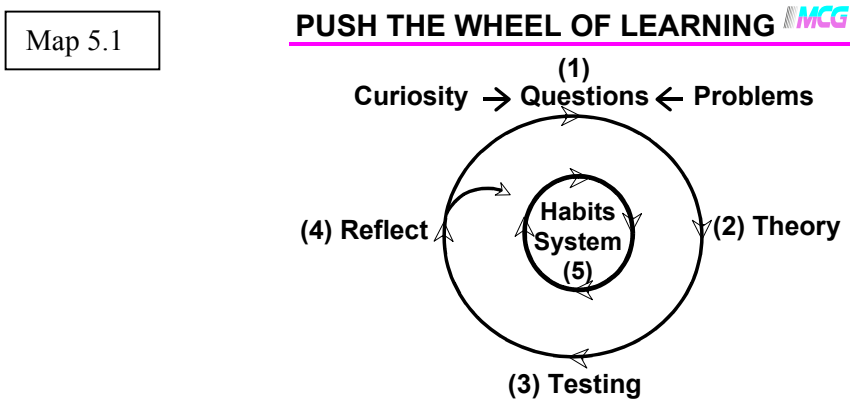 Map 5.1
PUSH THE WHEEL OF LEARNING MCG
(1)
Curiosity → Questions ← Problems
(4) Reflect
Habits
System
(5)
(2) Theory
(3) Testing